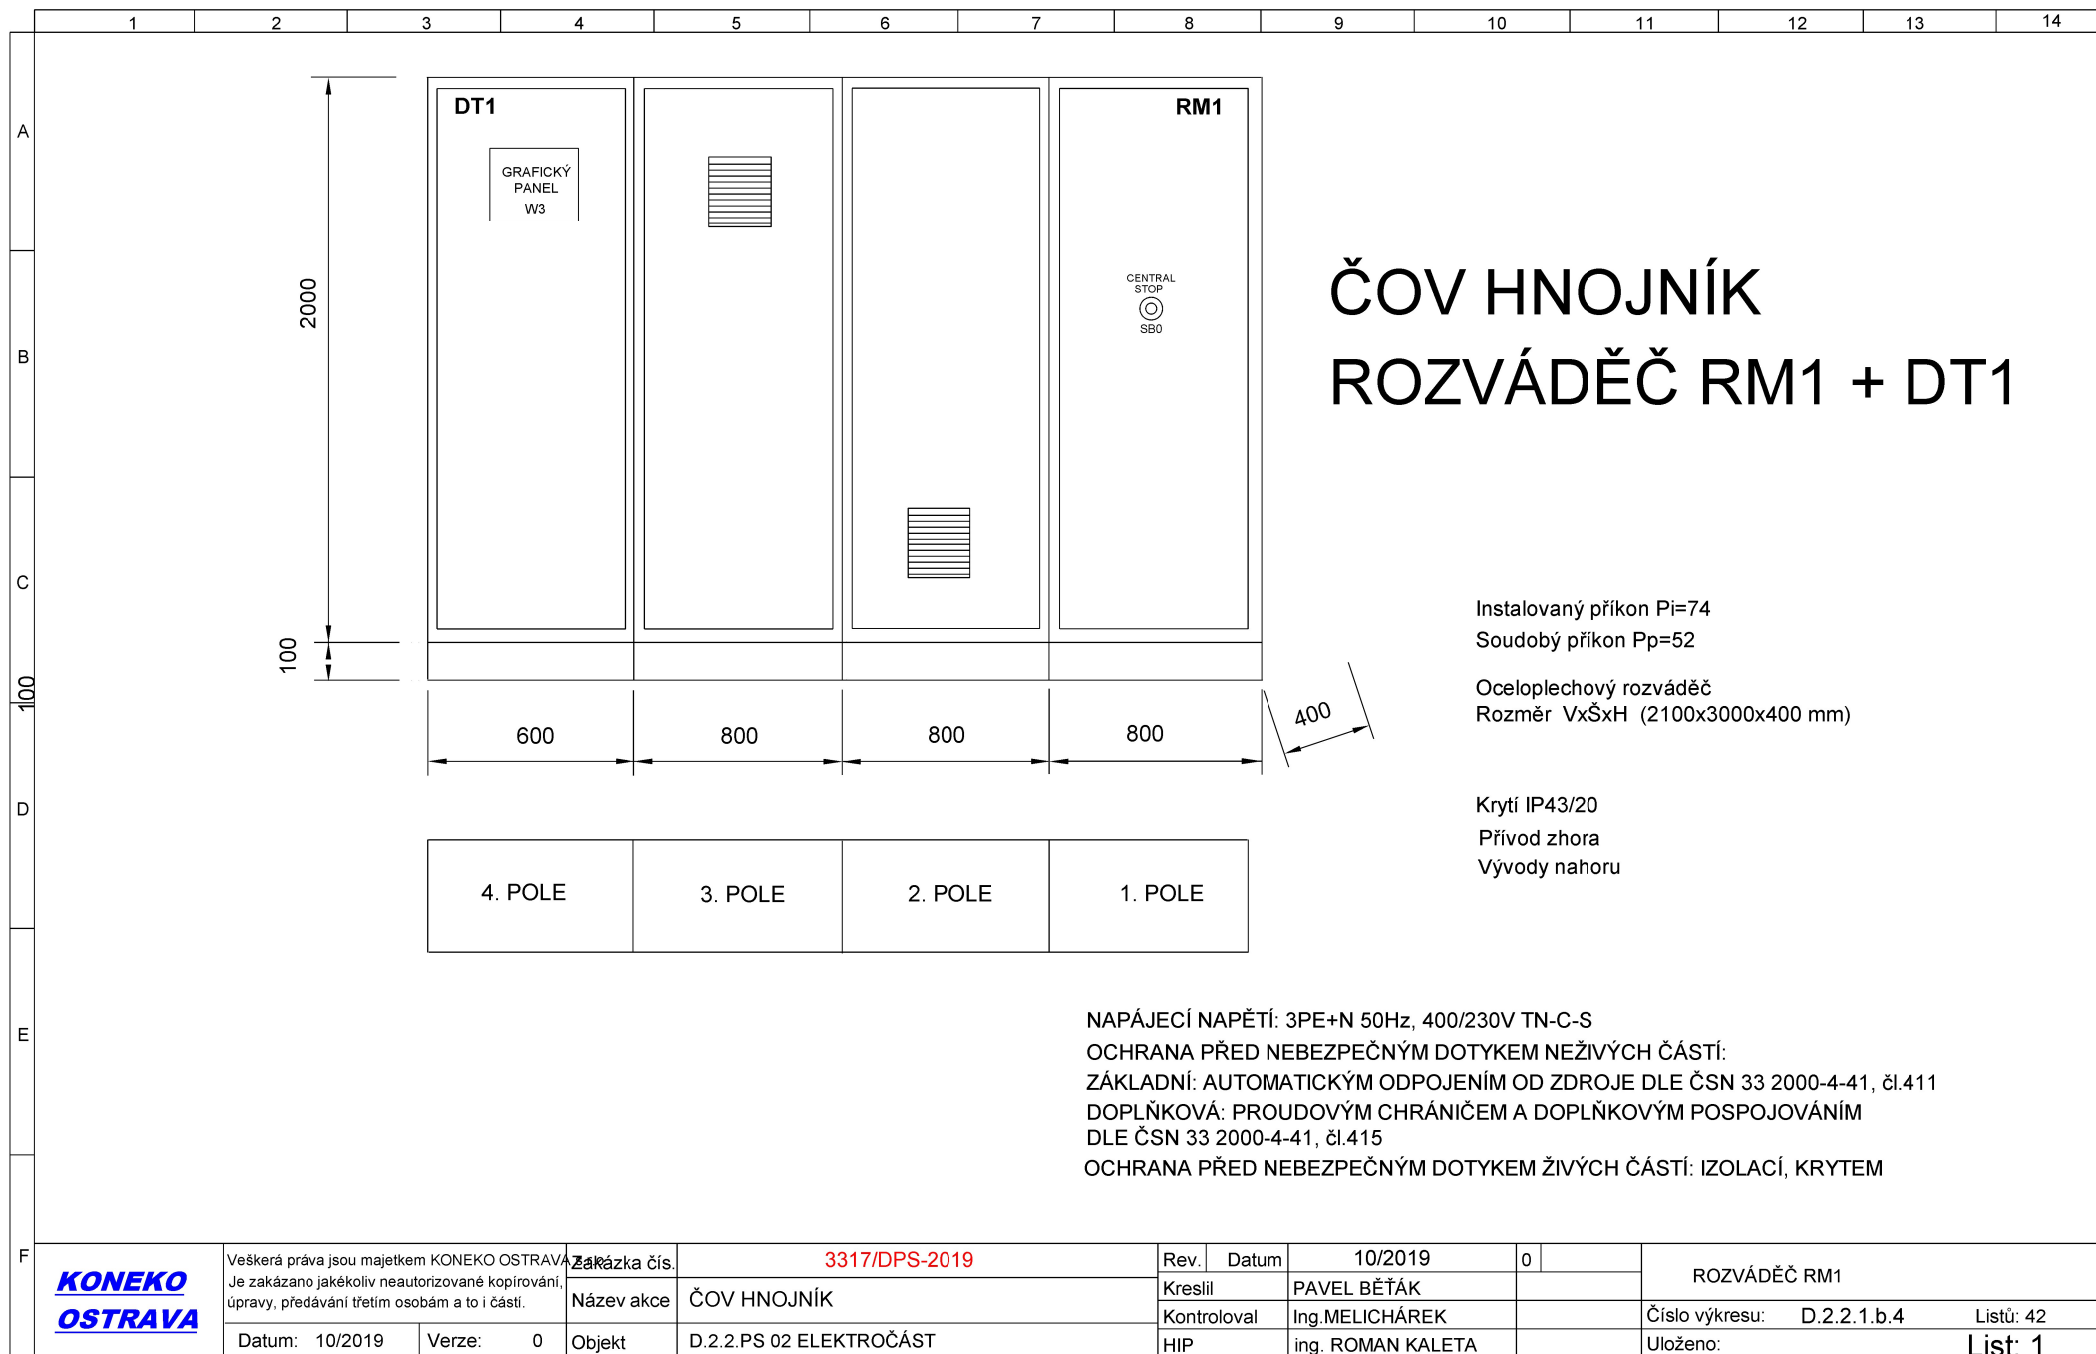 1 2 3 4 5 6 7 8 9 10 11 12 13 14
A
B
C
D
E
F
DT1
RM1
GRAFICKÝ
PANEL
W3
CENTRAL
STOP
SB0
2000
100
100
600
800
800
800
400
4. POLE
3. POLE
2. POLE
1. POLE
ČOV HNOJNÍK
ROZVÁDĚČ RM1 + DT1
Instalovaný příkon Pi=74
Soudobý příkon Pp=52
Oceloplechový rozváděč
Rozměr VxŠxH (2100x3000x400 mm)
Krytí IP43/20
Přívod zhora
Vývody nahoru
NAPÁJECÍ NAPĚTÍ: 3PE+N 50Hz, 400/230V TN-C-S
OCHRANA PŘED NEBEZPEČNÝM DOTYKEM NEŽIVÝCH ČÁSTÍ:
ZÁKLADNÍ: AUTOMATICKÝM ODPOJENÍM OD ZDROJE DLE ČSN 33 2000-4-41, čl.411
DOPLŇKOVÁ: PROUDOVÝM CHRÁNIČEM A DOPLŇKOVÝM POSPOJOVÁNÍM
DLE ČSN 33 2000-4-41, čl.415
OCHRANA PŘED NEBEZPEČNÝM DOTYKEM ŽIVÝCH ČÁSTÍ: IZOLACÍ, KRYTEM
KONEKO
OSTRAVA
Veškerá práva jsou majetkem KONEKO OSTRAVA
Je zakázano jakékoliv neautorizované kopírování,
úpravy, předávání třetím osobám a to i částí.
Datum: 10/2019 Verze: 0
Zakázka čís. 3317/DPS-2019
Název akce ČOV HNOJNÍK
Objekt D.2.2.PS 02 ELEKTROČÁST
Rev. Datum 10/2019 0
Kreslil PAVEL BĚŤÁK
Kontroloval Ing.MELICHÁREK
HIP ing. ROMAN KALETA
ROZVÁDĚČ RM1
Číslo výkresu: D.2.2.1.b.4 Listů: 42
Uloženo: List: 1